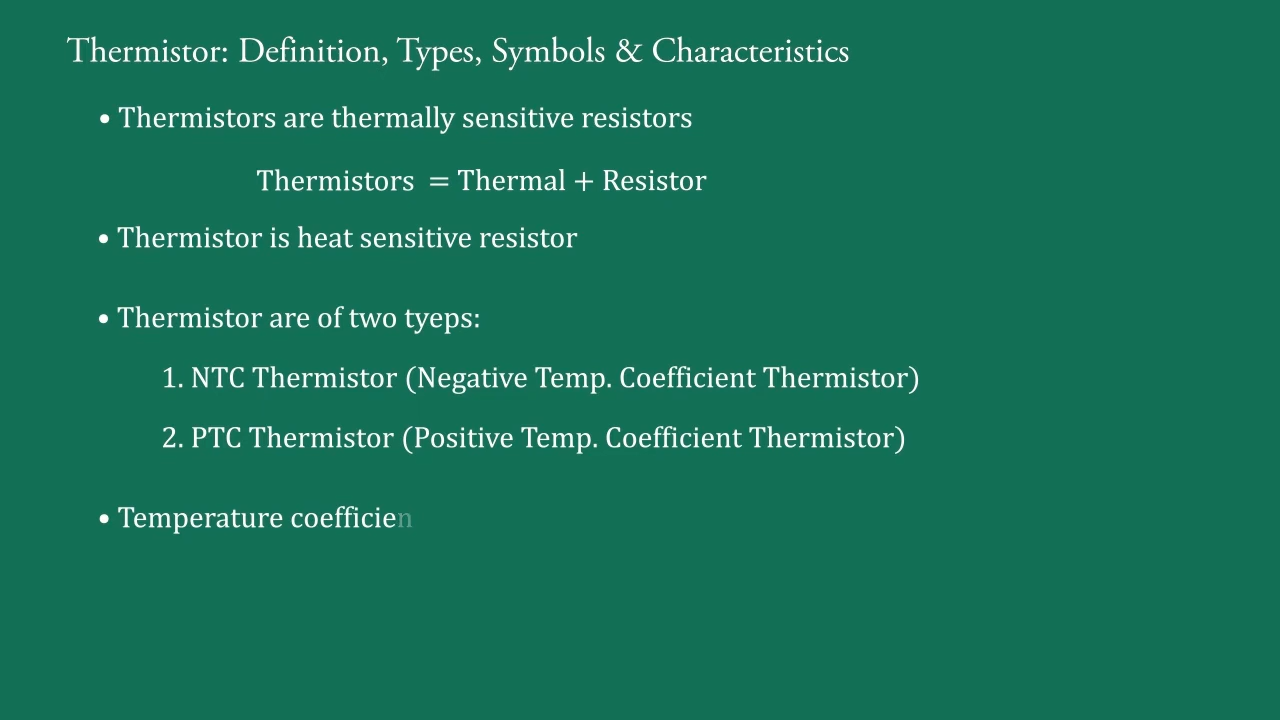 Thermistor: Definition, Types, Symbols & Characteristics
• Thermistors are thermally sensitive resistors
Thermistors = Thermal + Resistor
• Thermistor is heat sensitive resistor
• Thermistor are of two tyeps:
1. NTC Thermistor (Negative Temp. Coefficient Thermistor)
2. PTC Thermistor (Positive Temp. Coefficient Thermistor)
• Temperature coefficien